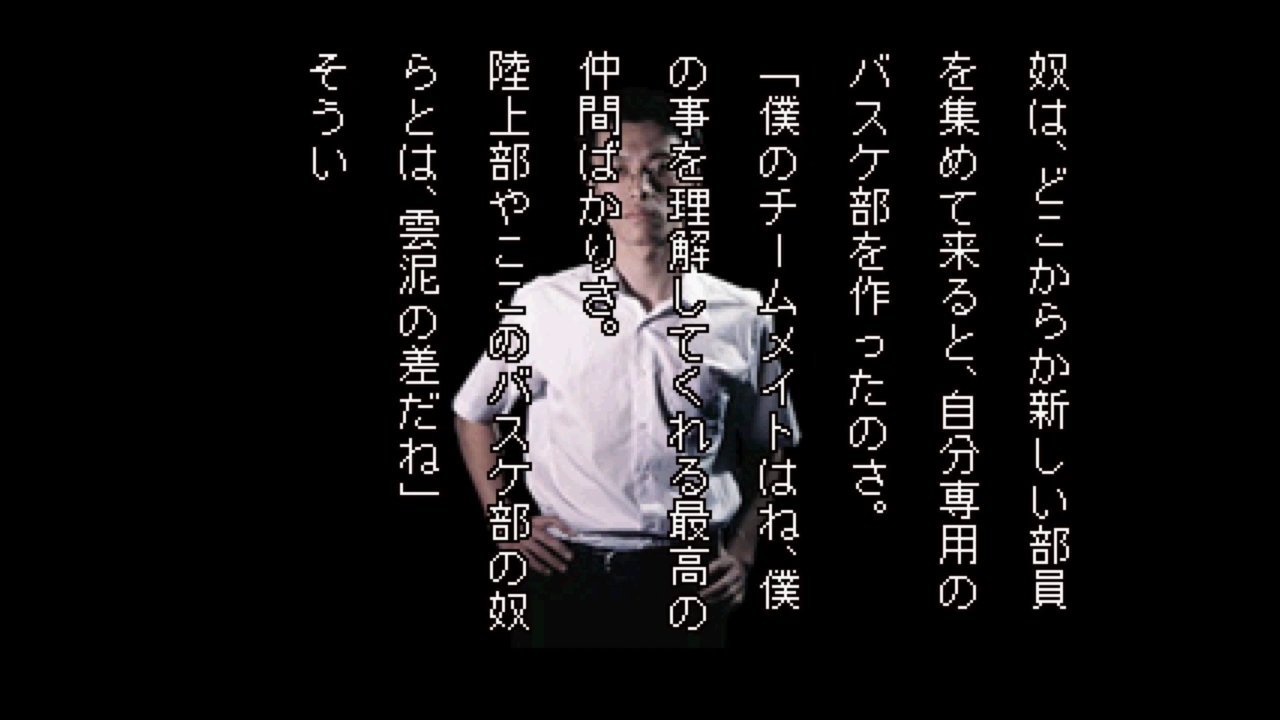 奴は、どこからか新しい部員
を集めて来ると、自分専用の
バスケ部を作ったのさ。
「僕のチームメイトはね、僕
の事を理解してくれる最高の
仲間ばかりさ。
陸上部やここのバスケ部の奴
らとは、雲泥の差だね」
そうい